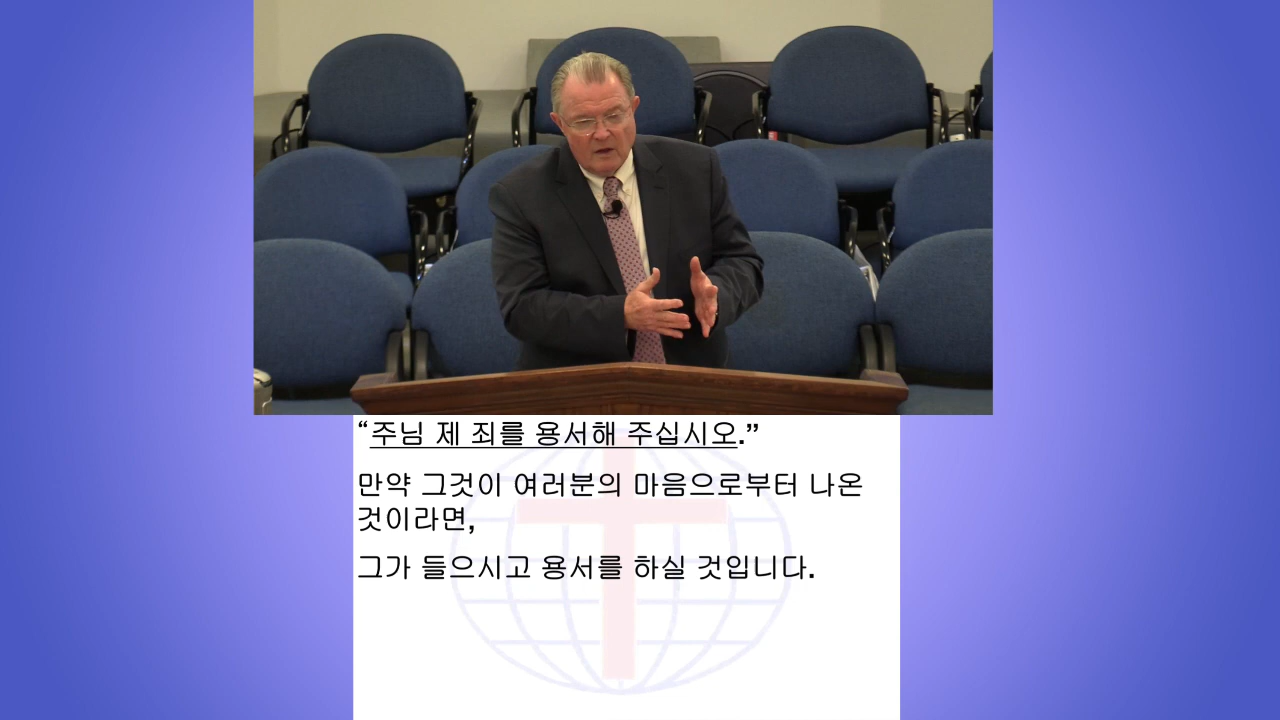 “주님 제 죄를 용서해 주십시오.”
만약 그것이 여러분의 마음으로부터 나온
것이라면,
그가 들으시고 용서를 하실 것입니다.